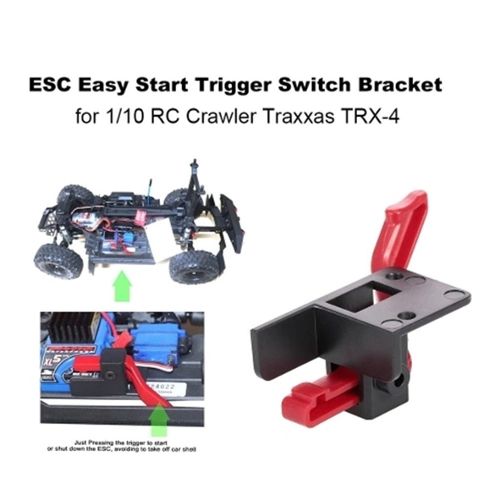 ESC Easy Start Trigger Switch Bracket
for 1/10 RC Crawler Traxxas TRX-4
XL5
Just Pressing the trigger to start
or shut down the ESC, avoiding to take off car shell